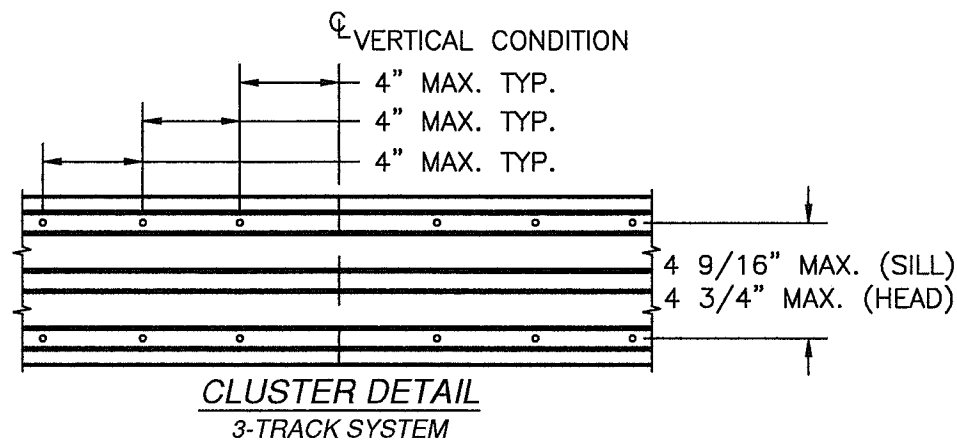 ℄ VERTICAL CONDITION
4" MAX. TYP.
4" MAX. TYP.
4" MAX. TYP.
4 9/16" MAX. (SILL)
4 3/4" MAX. (HEAD)
CLUSTER DETAIL
3-TRACK SYSTEM